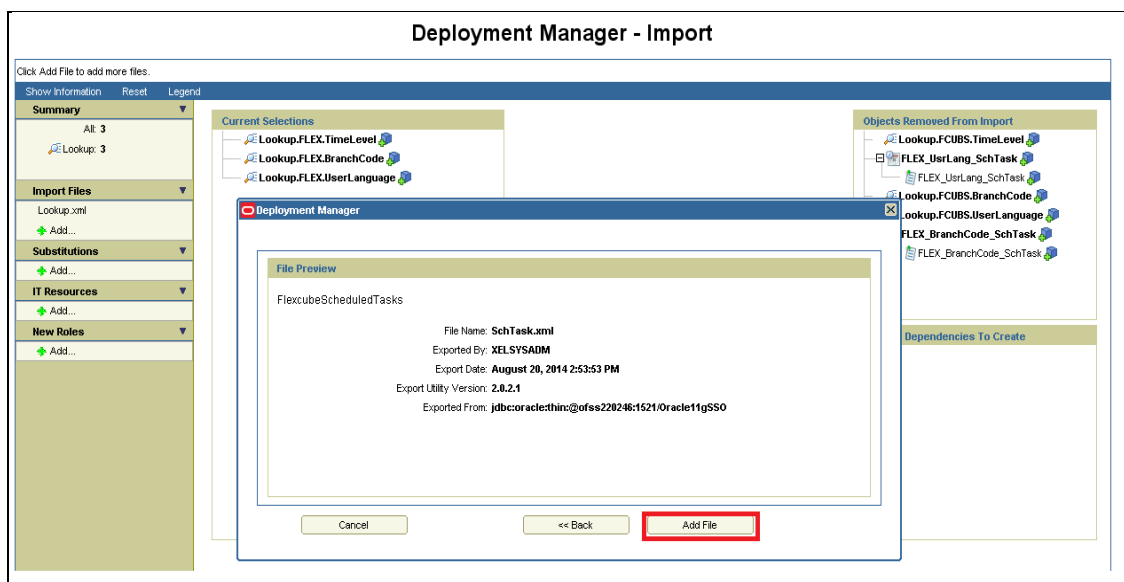 Deployment Manager - Import
Click Add File to add more files.
Show Information Reset Legend
Summary
All: 3
Lookup: 3
Import Files
Lookup.xml
Add...
Substitutions
Add...
IT Resources
Add...
New Roles
Add...
Current Selections
Lookup.FLEX.TimeLevel
Lookup.FLEX.BranchCode
Lookup.FLEX.UserLanguage
Objects Removed From Import
Lookup.FCUBS.TimeLevel
FLEX_UsrLang_SchTask
FLEX_UsrLang_SchTask
Lookup.FCUBS.BranchCode
Lookup.FCUBS.UserLanguage
FLEX_BranchCode_SchTask
FLEX_BranchCode_SchTask
Dependencies To Create
Deployment Manager
File Preview
FlexcubeScheduledTasks
File Name: SchTask.xml
Exported By: XELSYSADM
Export Date: August 20, 2014 2:53:53 PM
Export Utility Version: 2.0.2.1
Exported From: jdbc:oracle:thin:@ofss220246:1521/Oracle11gSSO
Cancel << Back Add File